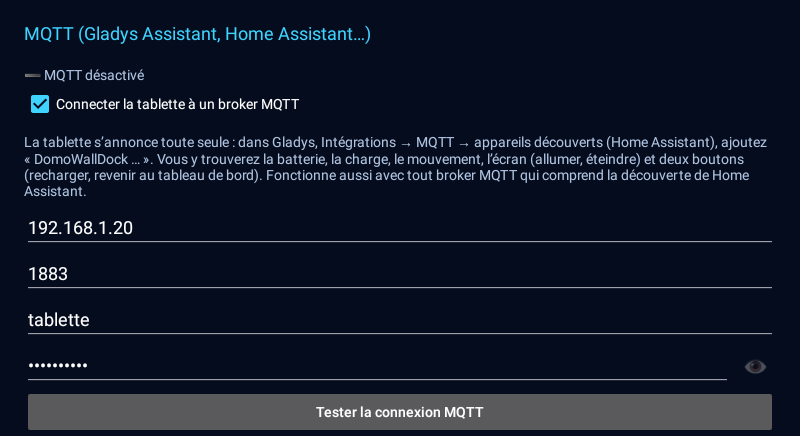 MQTT (Gladys Assistant, Home Assistant…)
MQTT désactivé
Connecter la tablette à un broker MQTT
La tablette s’annonce toute seule : dans Gladys, Intégrations → MQTT → appareils découverts (Home Assistant), ajoutez
« DomoWallDock … ». Vous y trouverez la batterie, la charge, le mouvement, l’écran (allumer, éteindre) et deux boutons
(recharger, revenir au tableau de bord). Fonctionne aussi avec tout broker MQTT qui comprend la découverte de Home
Assistant.
192.168.1.20
1883
tablette
••••••••••
Tester la connexion MQTT